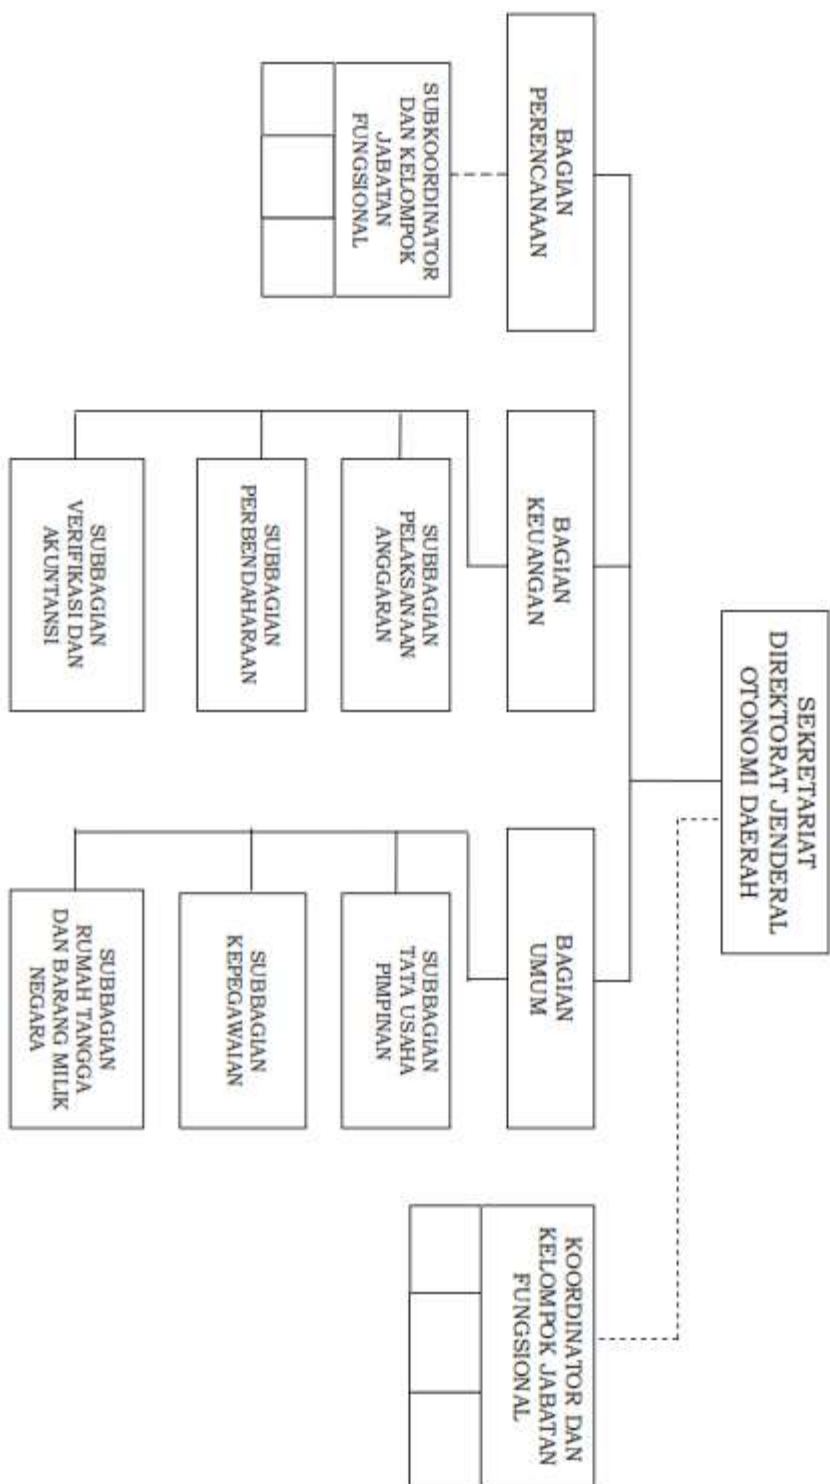 SEKRETARIAT
DIREKTORAT JENDERAL
OTONOMI DAERAH
BAGIAN
PERENCANAAN
BAGIAN
KEUANGAN
BAGIAN
UMUM
KOORDINATOR DAN
KELOMPOK JABATAN
FUNGSIONAL
SUBKOORDINATOR
DAN KELOMPOK
JABATAN
FUNGSIONAL
SUBBAGIAN
PELAKSANAAN
ANGGARAN
SUBBAGIAN
TATA USAHA
PIMPINAN
SUBBAGIAN
PERBENDAHARAAN
SUBBAGIAN
KEPEGAWAIAN
SUBBAGIAN
VERIFIKASI DAN
AKUNTANSI
SUBBAGIAN
RUMAH TANGGA
DAN BARANG MILIK
NEGARA